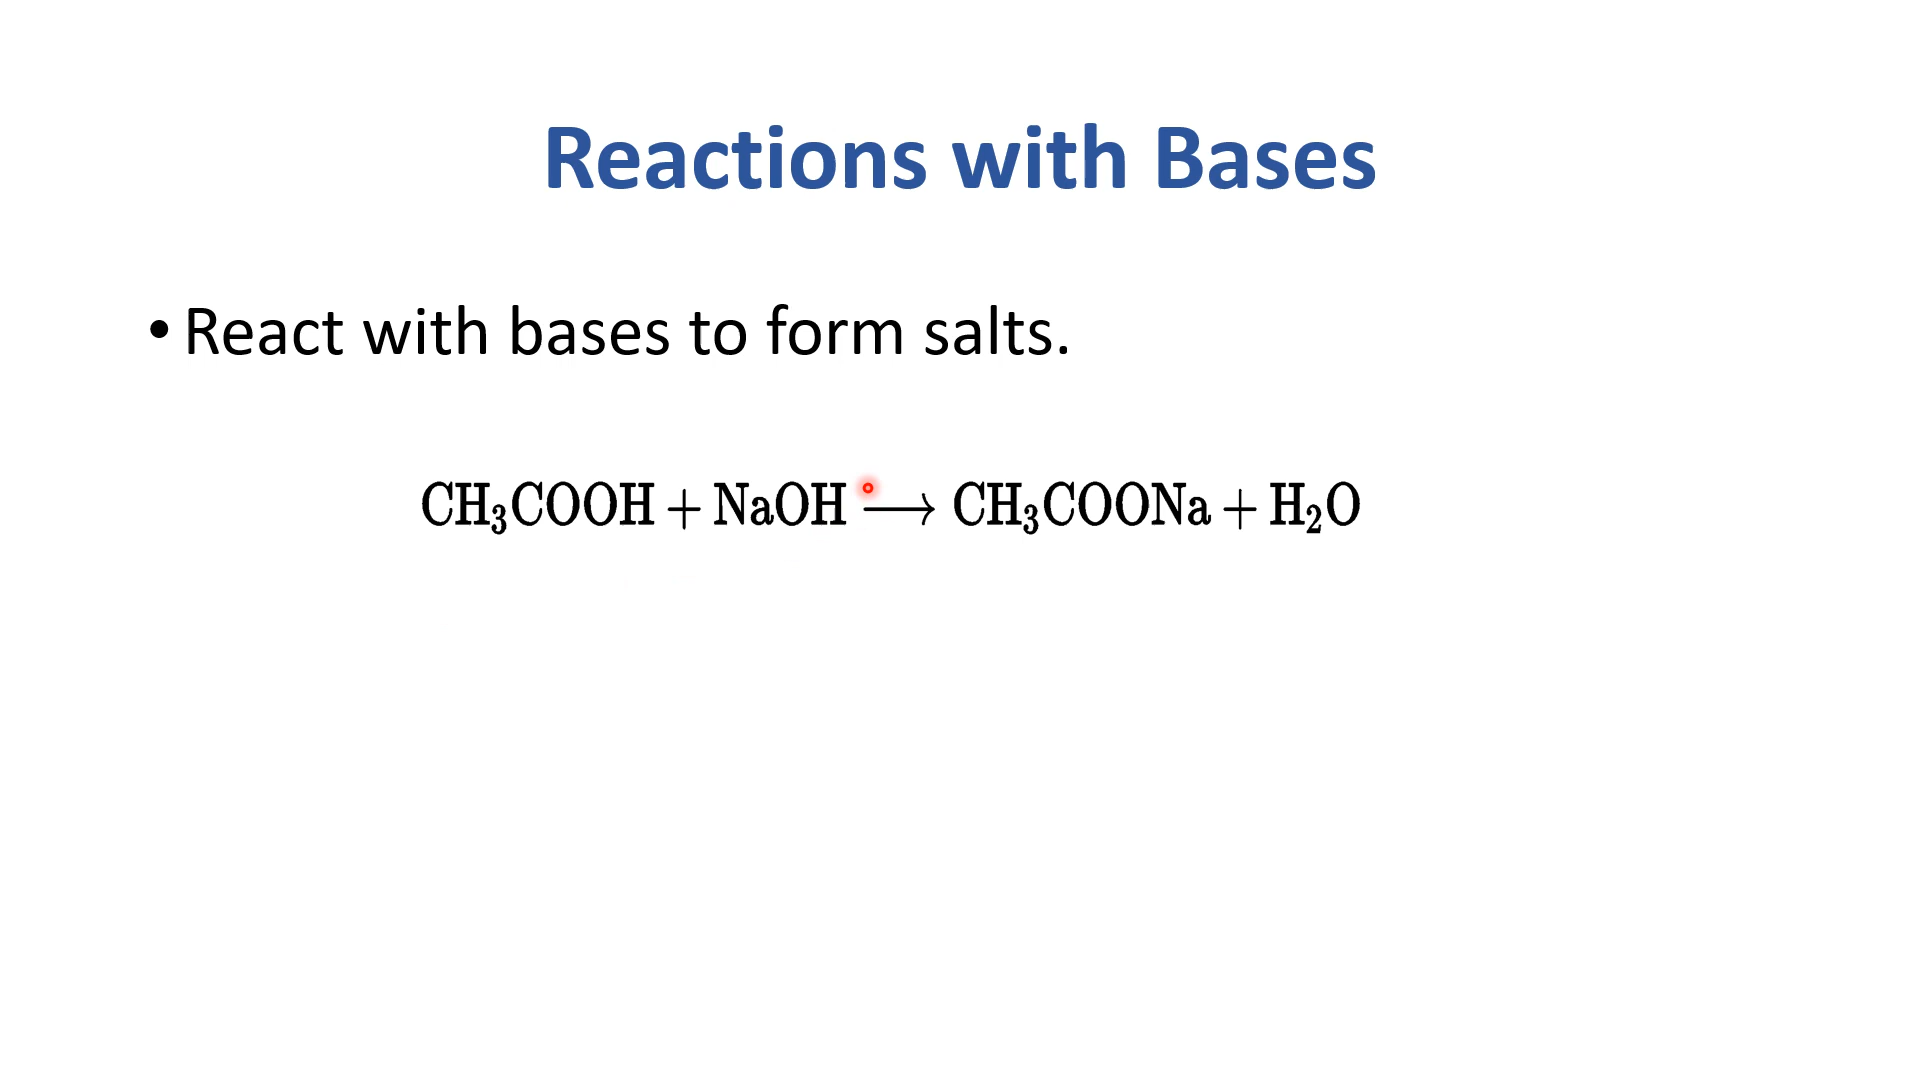 Reactions with Bases
• React with bases to form salts.
CH₃COOH + NaOH ⟶ CH₃COONa + H₂O